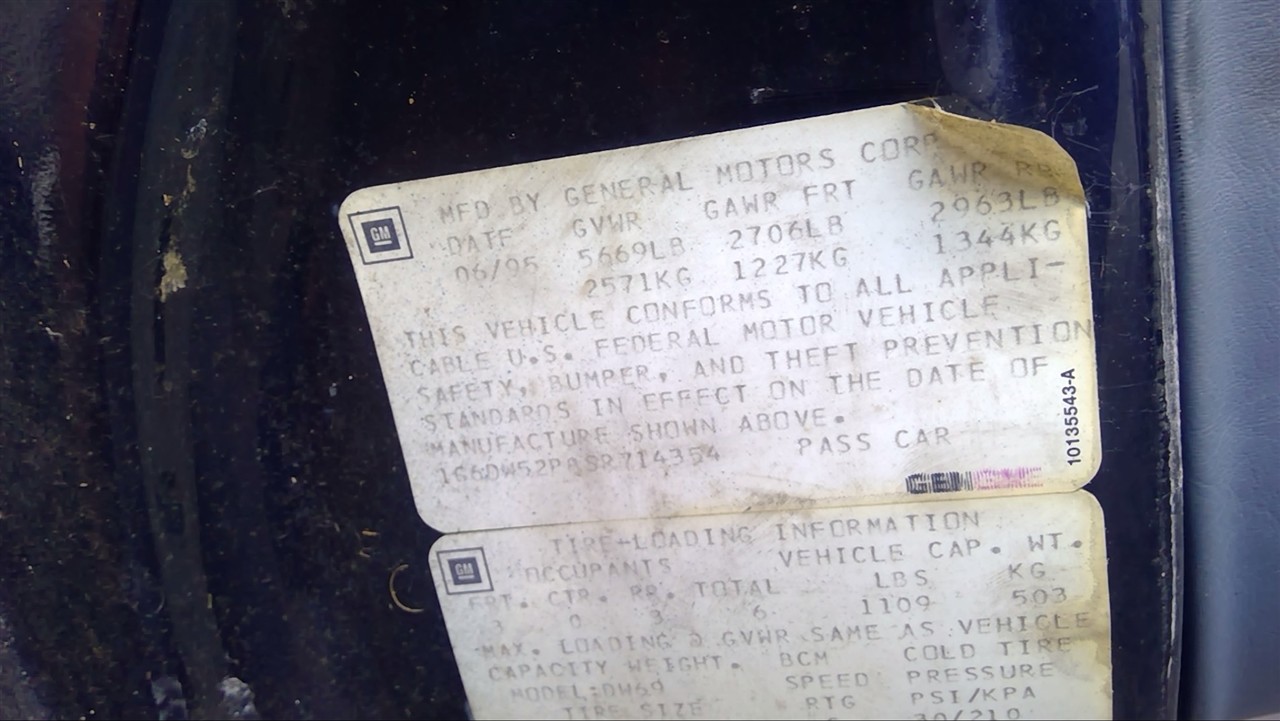 GM
MFD BY GENERAL MOTORS CORP
DATE GVWR GAWR FRT GAWR RR
06/95 5669LB 2706LB 2963LB
2571KG 1227KG 1344KG
THIS VEHICLE CONFORMS TO ALL APPLI-
CABLE U.S. FEDERAL MOTOR VEHICLE
SAFETY, BUMPER, AND THEFT PREVENTION
STANDARDS IN EFFECT ON THE DATE OF
MANUFACTURE SHOWN ABOVE.
PASS CAR
10135543-A
GM
TIRE-LOADING INFORMATION
OCCUPANTS VEHICLE CAP. WT.
FRT. CTR. RR. TOTAL LBS KG
3 0 3 6 1109 503
MAX. LOADING @ GVWR SAME AS VEHICLE
CAPACITY WEIGHT. BCM COLD TIRE
MODEL:DW69 SPEED PRESSURE
TIRE SIZE RTG PSI/KPA
30/210